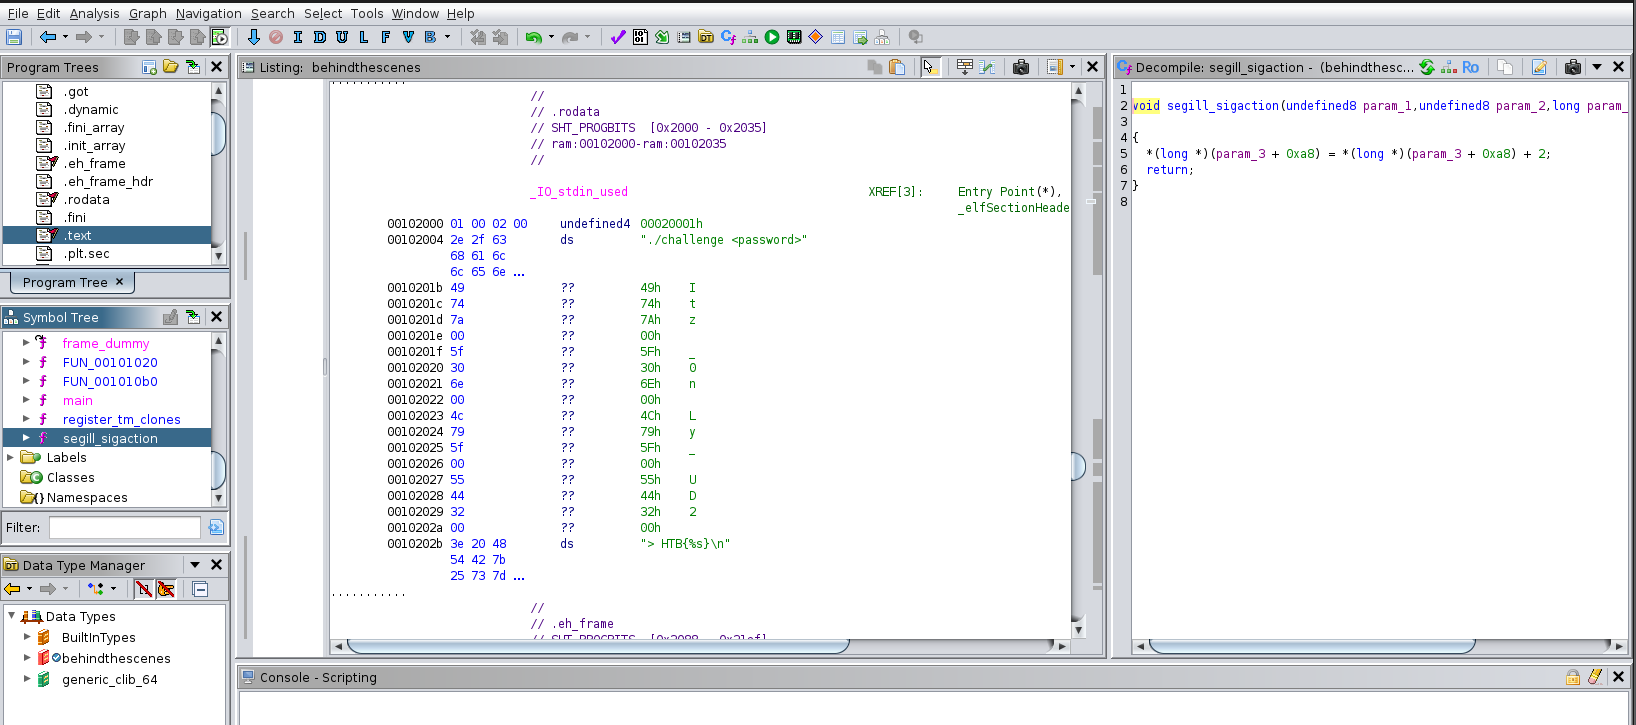 File Edit Analysis Graph Navigation Search Select Tools Window Help
I D U L F V B
Program Trees
.got
.dynamic
.fini_array
.init_array
.eh_frame
.eh_frame_hdr
.rodata
.fini
.text
.plt.sec
Program Tree ×
Symbol Tree
frame_dummy
FUN_00101020
FUN_001010b0
main
register_tm_clones
segill_sigaction
Labels
Classes
Namespaces
Filter:
Data Type Manager
Data Types
BuiltInTypes
behindthescenes
generic_clib_64
Listing: behindthescenes
//
// .rodata
// SHT_PROGBITS [0x2000 - 0x2035]
// ram:00102000-ram:00102035
//
_IO_stdin_used XREF[3]: Entry Point(*),
_elfSectionHeade
00102000 01 00 02 00 undefined4 00020001h
00102004 2e 2f 63 ds "./challenge <password>"
68 61 6c
6c 65 6e ...
0010201b 49 ?? 49h I
0010201c 74 ?? 74h t
0010201d 7a ?? 7Ah z
0010201e 00 ?? 00h
0010201f 5f ?? 5Fh _
00102020 30 ?? 30h 0
00102021 6e ?? 6Eh n
00102022 00 ?? 00h
00102023 4c ?? 4Ch L
00102024 79 ?? 79h y
00102025 5f ?? 5Fh _
00102026 00 ?? 00h
00102027 55 ?? 55h U
00102028 44 ?? 44h D
00102029 32 ?? 32h 2
0010202a 00 ?? 00h
0010202b 3e 20 48 ds "> HTB{%s}\n"
54 42 7b
25 73 7d ...
//
// .eh_frame
Decompile: segill_sigaction - (behindthesc...
Ro
1
2 void segill_sigaction(undefined8 param_1,undefined8 param_2,long param_
3
4 {
5 *(long *)(param_3 + 0xa8) = *(long *)(param_3 + 0xa8) + 2;
6 return;
7 }
8
Console - Scripting